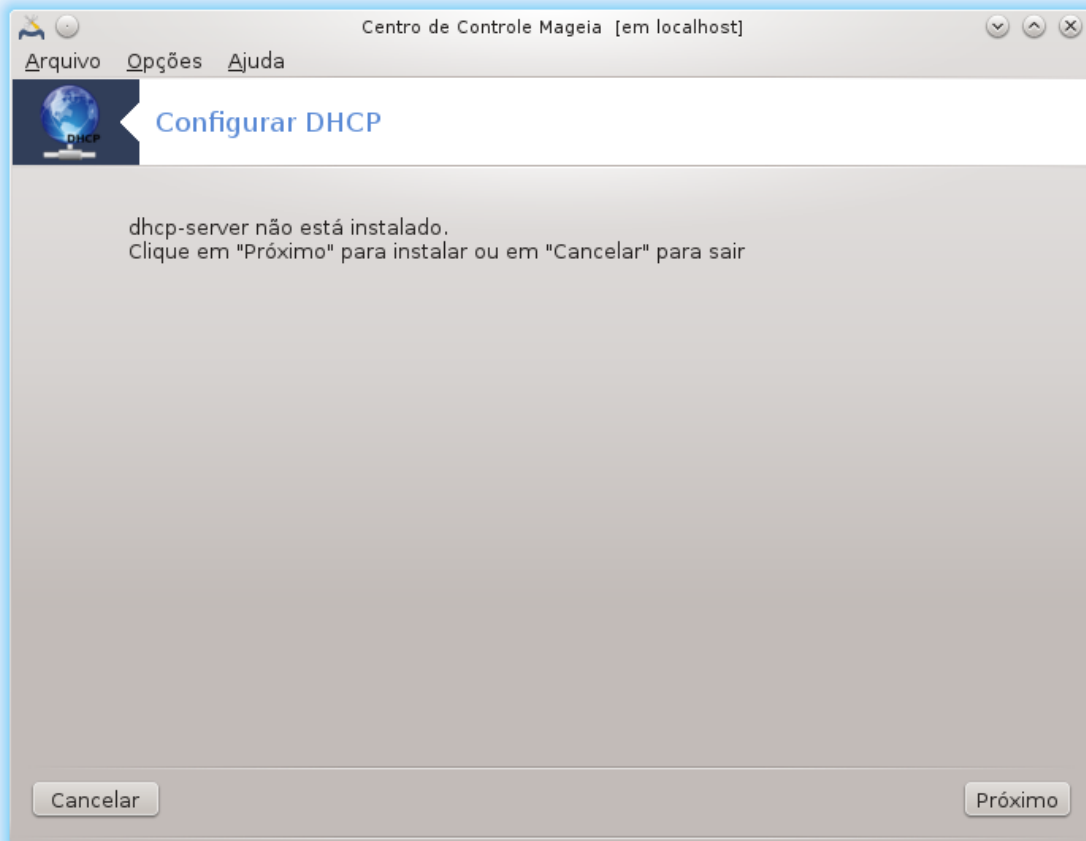 Centro de Controle Mageia [em localhost]
Arquivo Opções Ajuda
DHCP
Configurar DHCP
dhcp-server não está instalado.
Clique em "Próximo" para instalar ou em "Cancelar" para sair
Cancelar Próximo